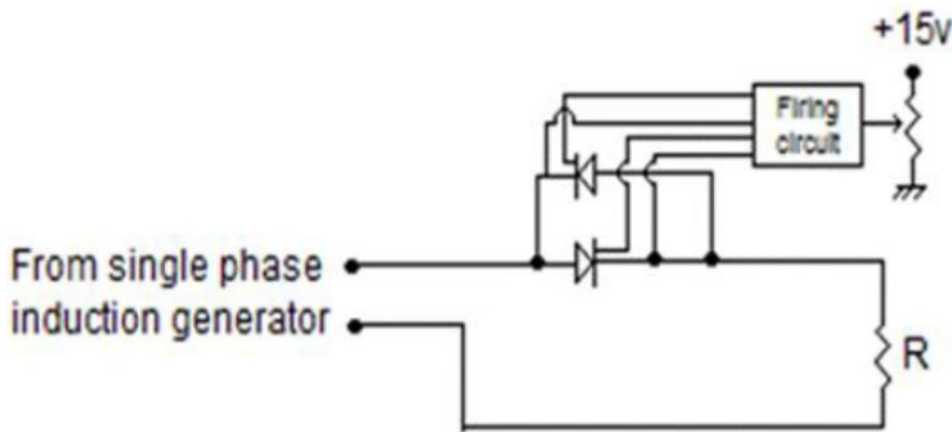 +15v
Firing
circuit
From single phase
induction generator
R